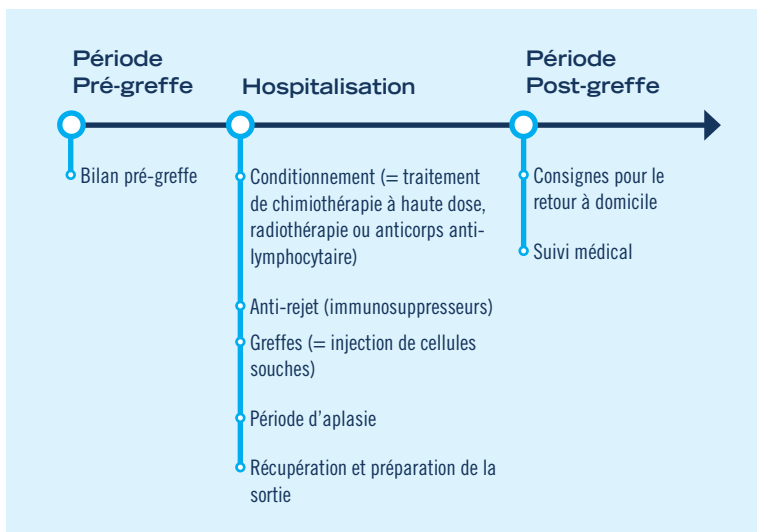 Période
Pré-greffe
Hospitalisation
Période
Post-greffe
Bilan pré-greffe
Conditionnement (= traitement
de chimiothérapie à haute dose,
radiothérapie ou anticorps anti-
lymphocytaire)
Anti-rejet (immunosuppresseurs)
Greffes (= injection de cellules
souches)
Période d’aplasie
Récupération et préparation de la
sortie
Consignes pour le
retour à domicile
Suivi médical